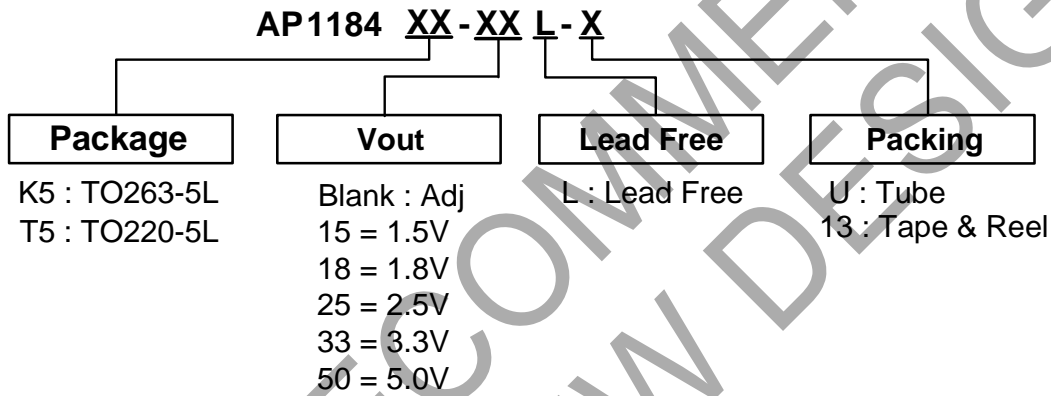 AP1184 XX - XX L - X
Package Vout Lead Free Packing
K5 : TO263-5L
T5 : TO220-5L
Blank : Adj
15 = 1.5V
18 = 1.8V
25 = 2.5V
33 = 3.3V
50 = 5.0V
L : Lead Free
U : Tube
13 : Tape & Reel